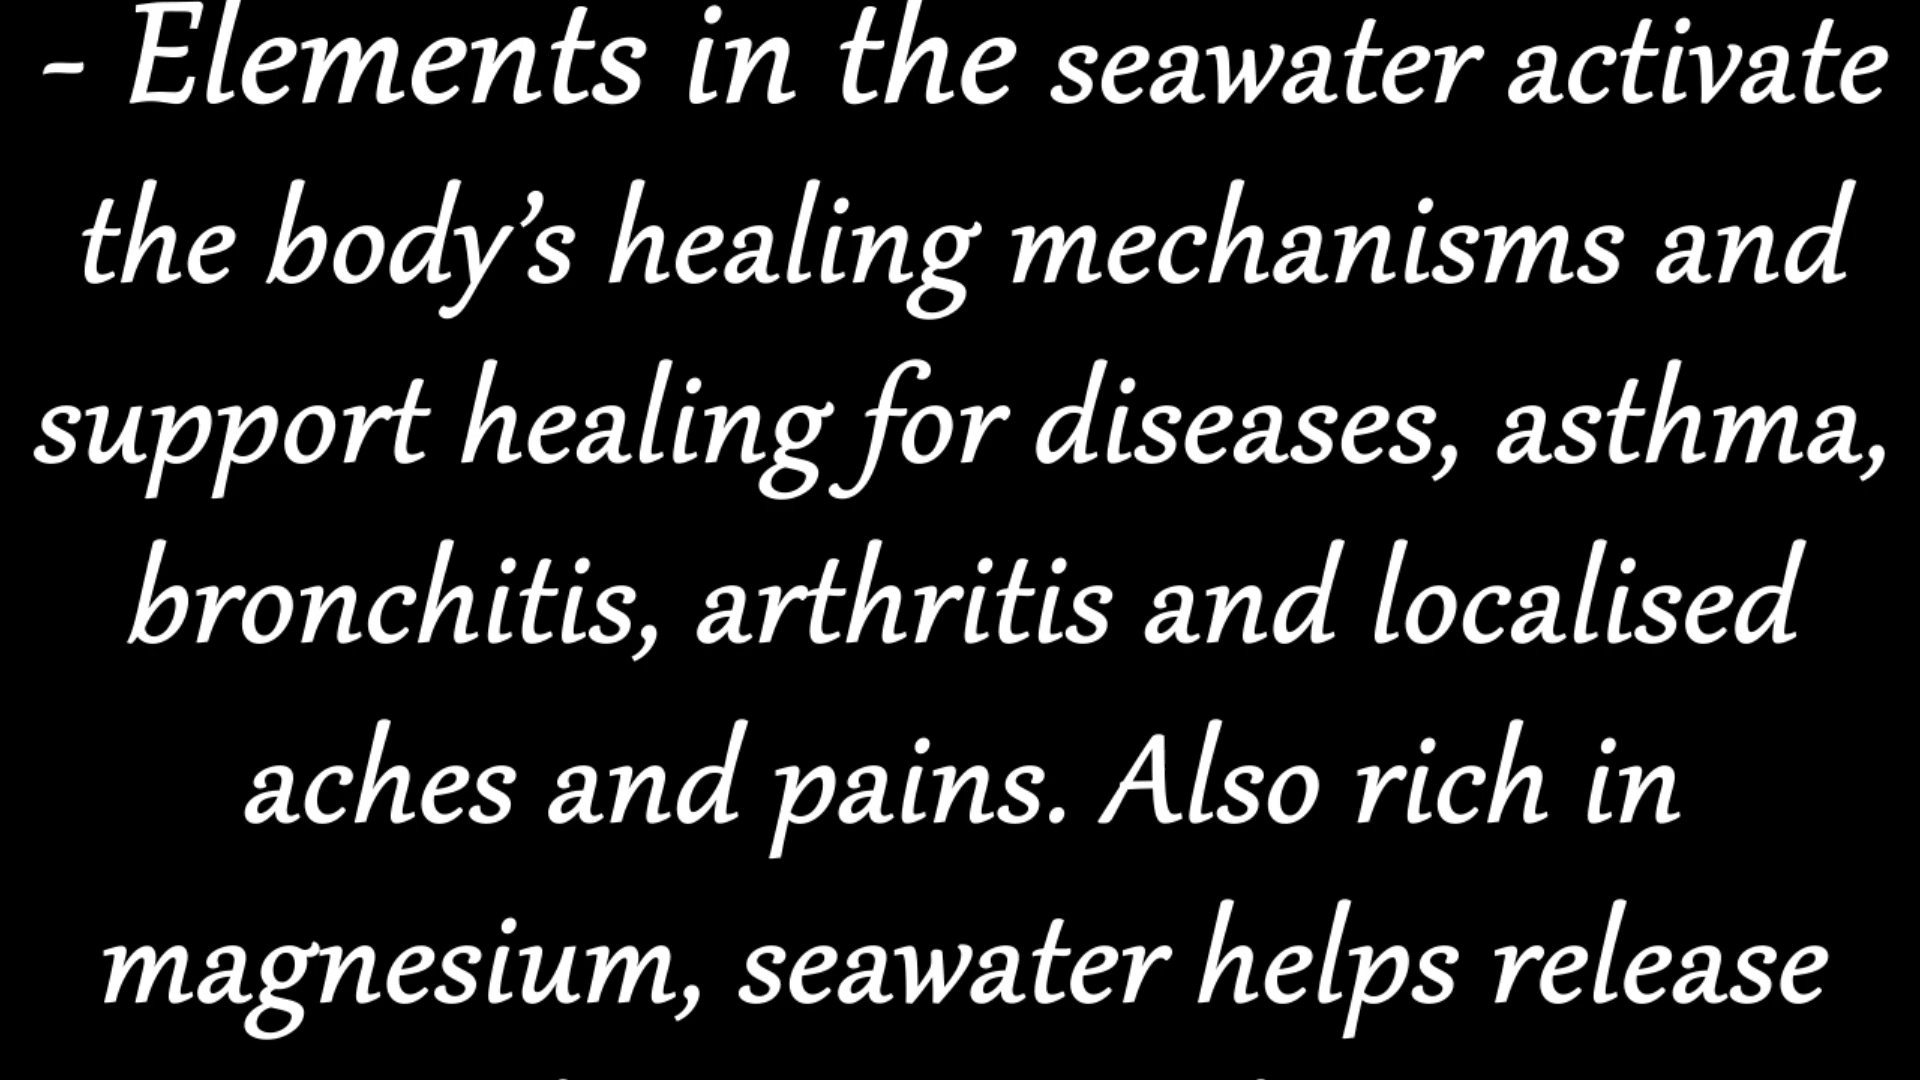 - Elements in the seawater activate
the body’s healing mechanisms and
support healing for diseases, asthma,
bronchitis, arthritis and localised
aches and pains. Also rich in
magnesium, seawater helps release